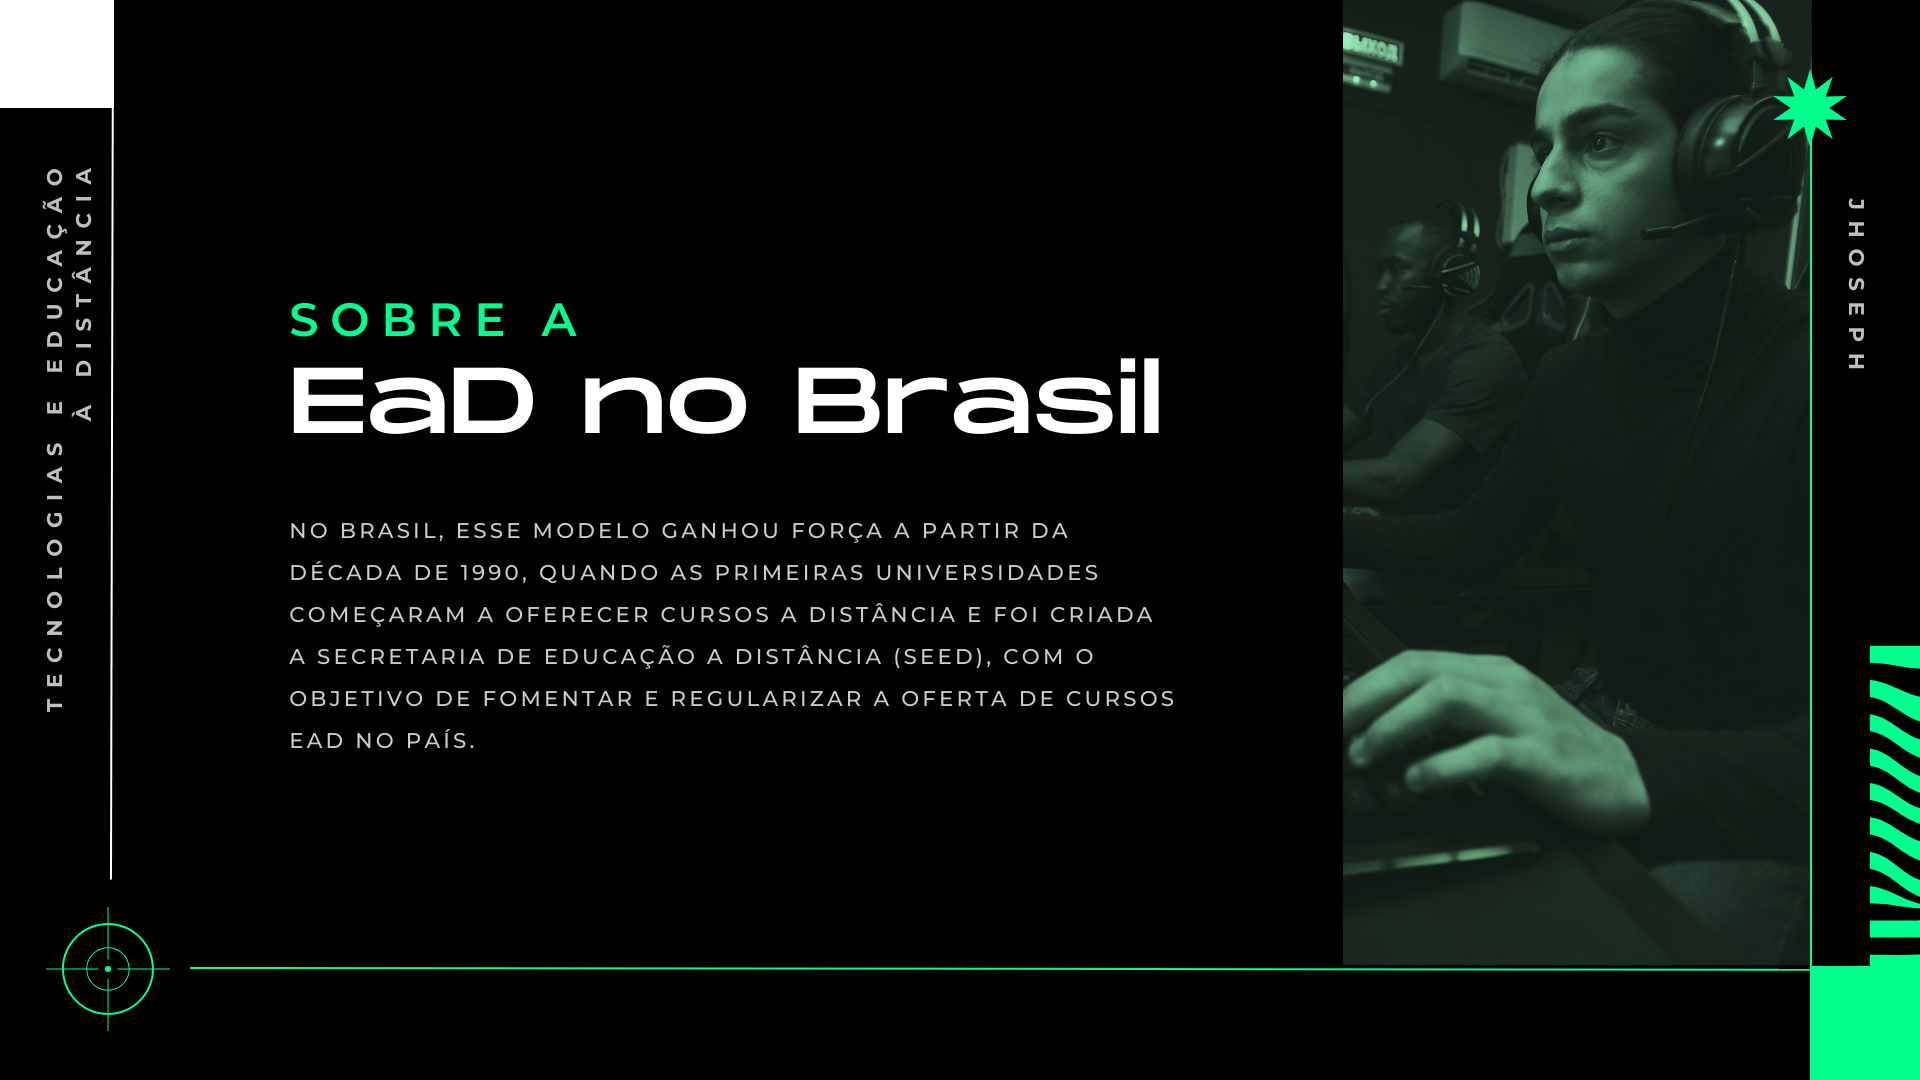 TECNOLOGIAS E EDUCAÇÃO
À DISTÂNCIA
SOBRE A
EaD no Brasil
NO BRASIL, ESSE MODELO GANHOU FORÇA A PARTIR DA
DÉCADA DE 1990, QUANDO AS PRIMEIRAS UNIVERSIDADES
COMEÇARAM A OFERECER CURSOS A DISTÂNCIA E FOI CRIADA
A SECRETARIA DE EDUCAÇÃO A DISTÂNCIA (SEED), COM O
OBJETIVO DE FOMENTAR E REGULARIZAR A OFERTA DE CURSOS
EAD NO PAÍS.
JHOSEPH